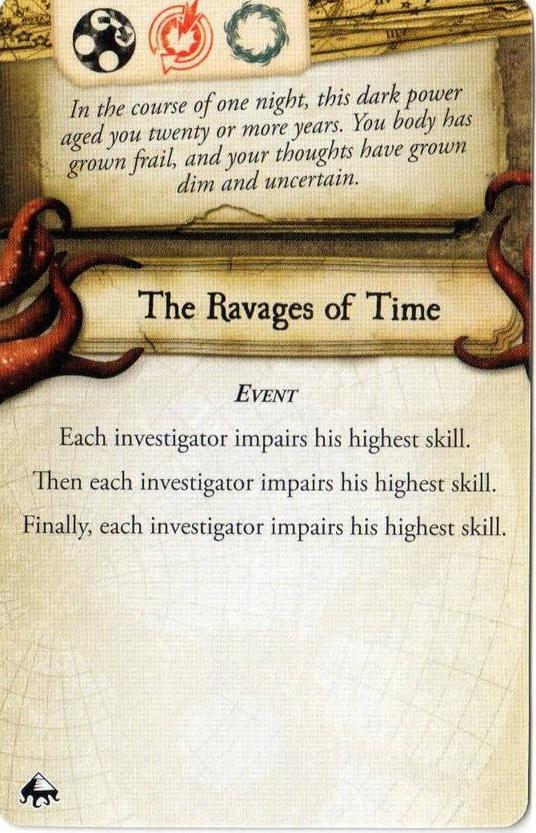 In the course of one night, this dark power
aged you twenty or more years. You body has
grown frail, and your thoughts have grown
dim and uncertain.
The Ravages of Time
Event
Each investigator impairs his highest skill.
Then each investigator impairs his highest skill.
Finally, each investigator impairs his highest skill.